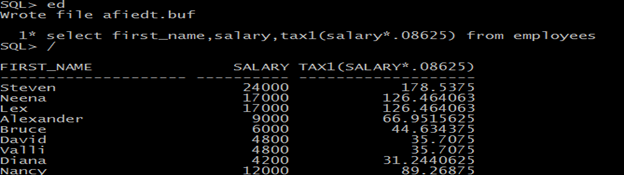 SQL> ed
Wrote file afiedt.buf
1* select first_name,salary,tax1(salary*.08625) from employees
SQL> /
FIRST_NAME SALARY TAX1(SALARY*.08625)
-------------------- ---------- -------------------
Steven 24000 178.5375
Neena 17000 126.464063
Lex 17000 126.464063
Alexander 9000 66.9515625
Bruce 6000 44.634375
David 4800 35.7075
Valli 4800 35.7075
Diana 4200 31.2440625
Nancy 12000 89.26875